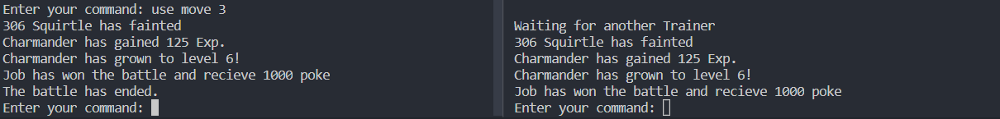 Enter your command: use move 3
306 Squirtle has fainted
Charmander has gained 125 Exp.
Charmander has grown to level 6!
Job has won the battle and recieve 1000 poke
The battle has ended.
Enter your command:
Waiting for another Trainer
306 Squirtle has fainted
Charmander has gained 125 Exp.
Charmander has grown to level 6!
Job has won the battle and recieve 1000 poke
Enter your command: